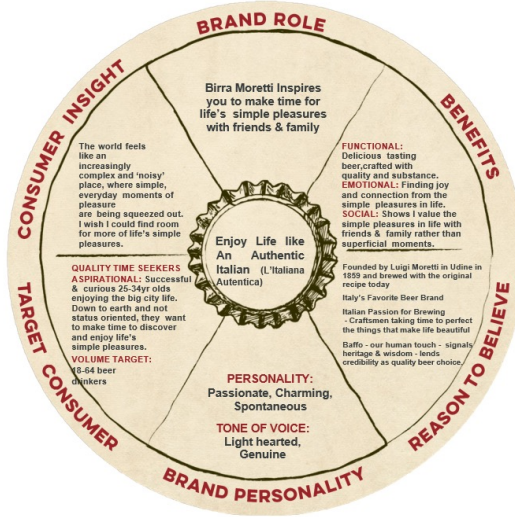 BRAND ROLE
Birra Moretti Inspires
you to make time for
life's simple pleasures
with friends & family
BENEFITS
FUNCTIONAL:
Delicious tasting
beer,crafted with
quality and substance.
EMOTIONAL: Finding joy
and connection from the
simple pleasures in life.
SOCIAL: Shows I value the
simple pleasures in life with
friends & family rather than
superficial moments.
REASON TO BELIEVE
Founded by Luigi Moretti in Udine in
1859 and brewed with the original
recipe today
Italy's Favorite Beer Brand
Italian Passion for Brewing
- Craftsmen taking time to perfect
the things that make life beautiful
Baffo - our human touch - signals
heritage & wisdom - lends
credibility as quality beer choice.
BRAND PERSONALITY
PERSONALITY:
Passionate, Charming,
Spontaneous
TONE OF VOICE:
Light hearted,
Genuine
TARGET CONSUMER
QUALITY TIME SEEKERS
ASPIRATIONAL: Successful
& curious 25-34yr olds
enjoying the big city life.
Down to earth and not
status oriented, they want
to make time to discover
and enjoy life's
simple pleasures.
VOLUME TARGET:
18-64 beer
drinkers
CONSUMER INSIGHT
The world feels
like an
increasingly
complex and 'noisy'
place, where simple,
everyday moments of
pleasure
are being squeezed out.
I wish I could find room
for more of life's simple
pleasures.
Enjoy Life like
An Authentic
Italian (L'Italiana
Autentica)